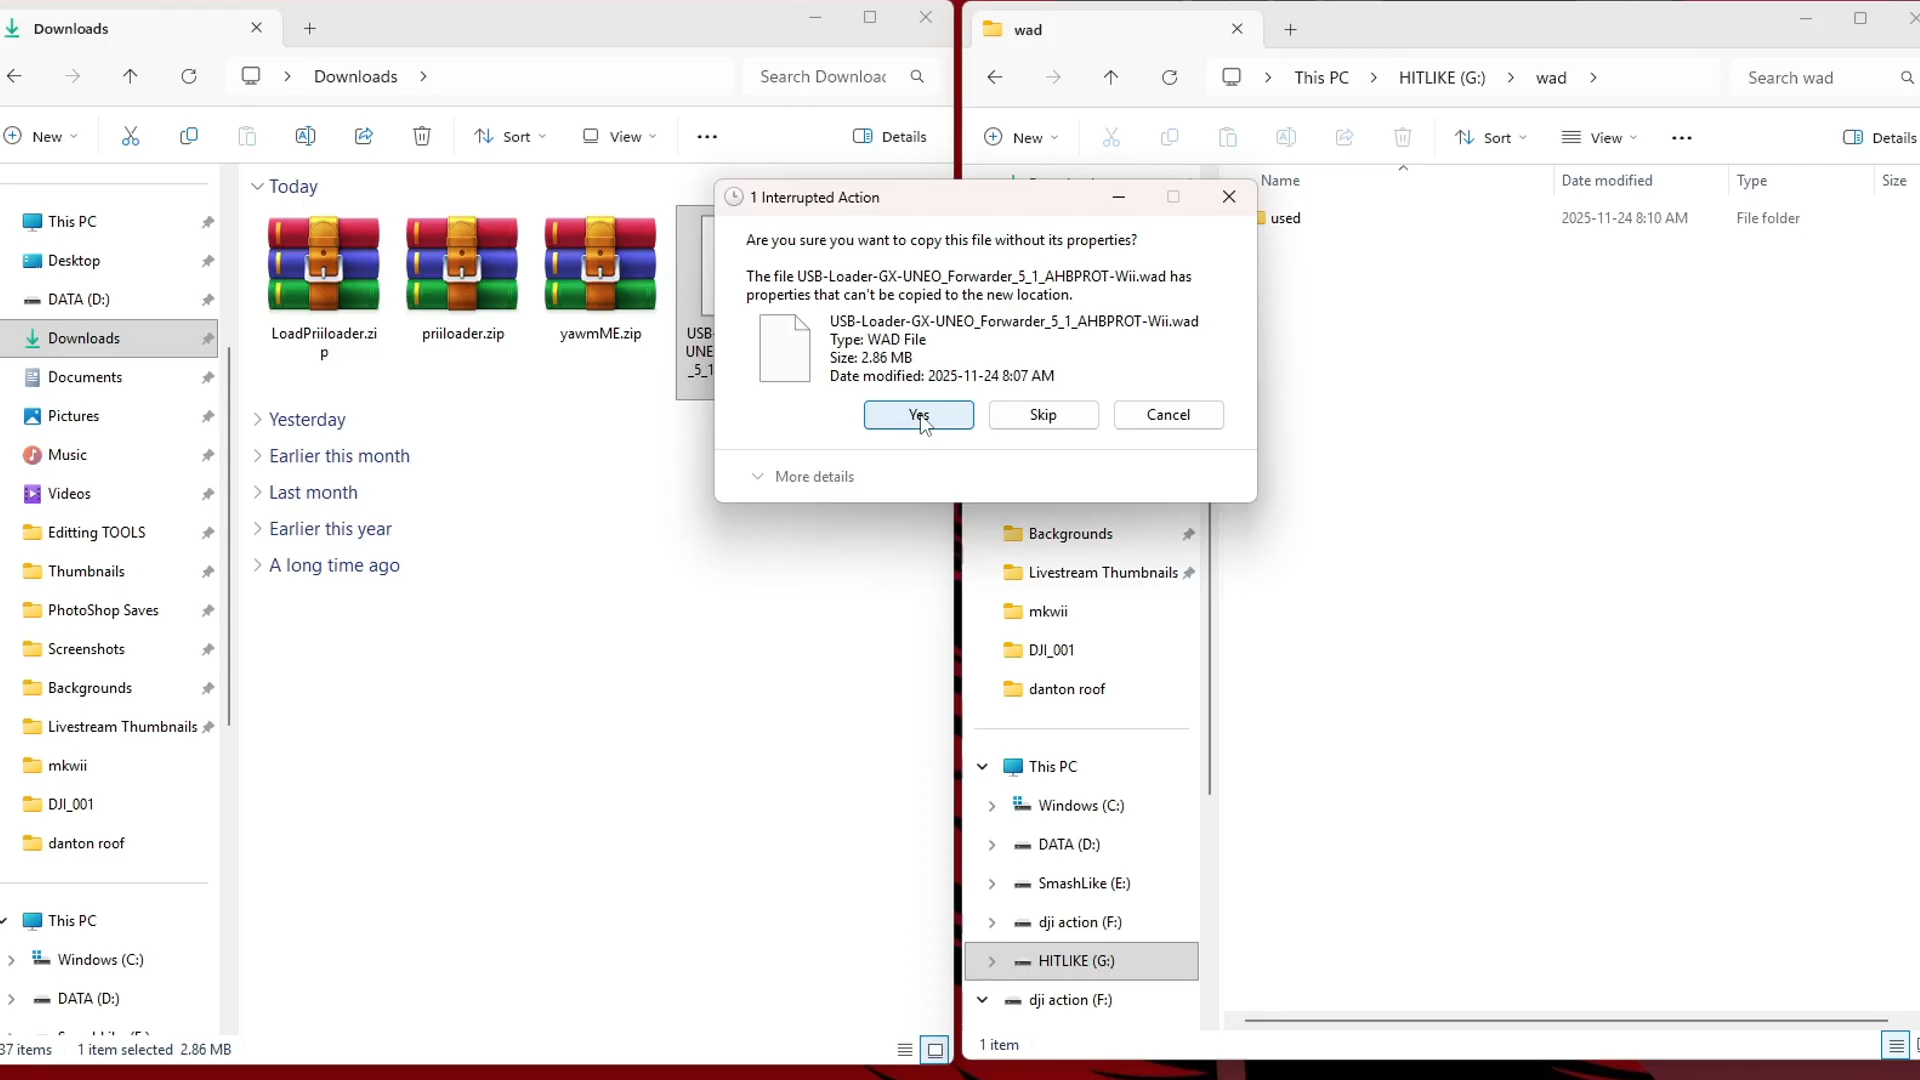 Downloads
Downloads
Search Downloac
New
Sort
View
Details
This PC
Desktop
DATA (D:)
Downloads
Documents
Pictures
Music
Videos
Editting TOOLS
Thumbnails
PhotoShop Saves
Screenshots
Backgrounds
Livestream Thumbnails
mkwii
DJI_001
danton roof
This PC
Windows (C:)
DATA (D:)
Today
LoadPriiloader.zi
p
priiloader.zip
yawmME.zip
USB-
UNE
_5_1
Yesterday
Earlier this month
Last month
Earlier this year
A long time ago
37 items
1 item selected 2.86 MB
1 Interrupted Action
Are you sure you want to copy this file without its properties?
The file USB-Loader-GX-UNEO_Forwarder_5_1_AHBPROT-Wii.wad has
properties that can't be copied to the new location.
USB-Loader-GX-UNEO_Forwarder_5_1_AHBPROT-Wii.wad
Type: WAD File
Size: 2.86 MB
Date modified: 2025-11-24 8:07 AM
Yes
Skip
Cancel
More details
wad
This PC
HITLIKE (G:)
wad
Search wad
New
Sort
View
Details
Name
Date modified
Type
Size
used
2025-11-24 8:10 AM
File folder
Backgrounds
Livestream Thumbnails
mkwii
DJI_001
danton roof
This PC
Windows (C:)
DATA (D:)
SmashLike (E:)
dji action (F:)
HITLIKE (G:)
dji action (F:)
1 item